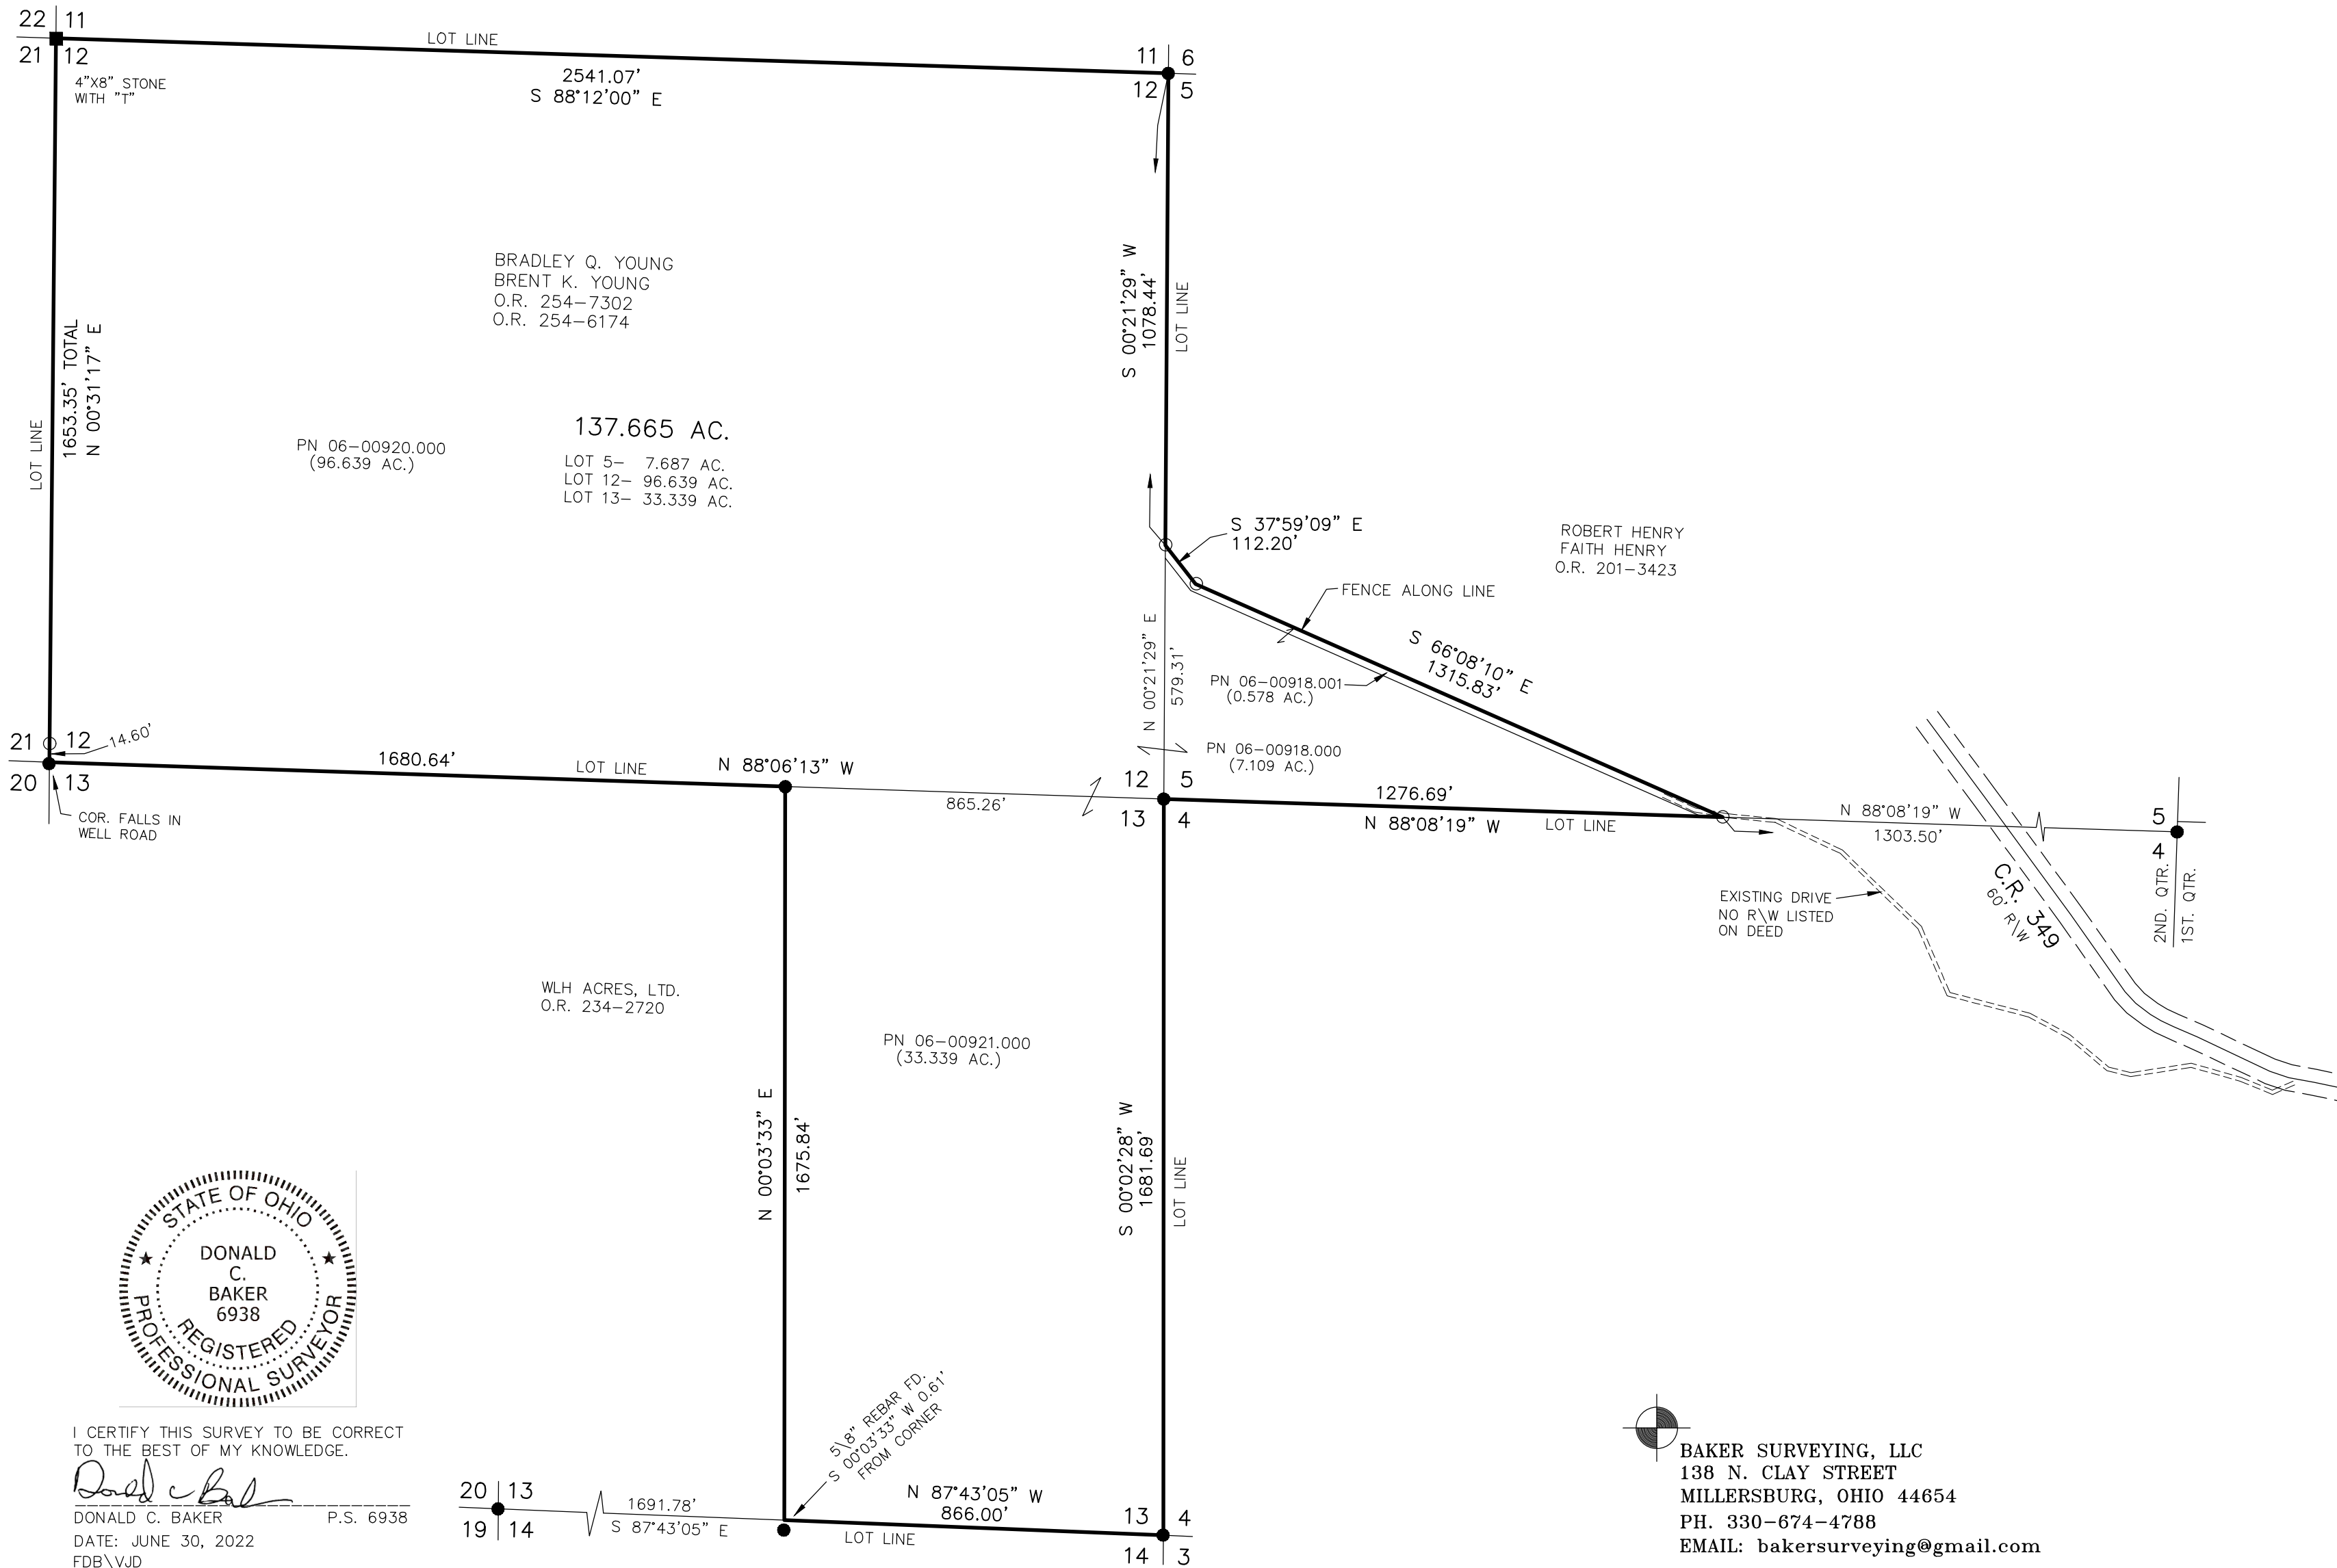 22 11
21 12
4"X8" STONE
WITH "T"
LOT LINE
2541.07'
S 88°12'00" E
11 6
12 5
BRADLEY Q. YOUNG
BRENT K. YOUNG
O.R. 254-7302
O.R. 254-6174
LOT LINE
1653.35' TOTAL
N 00°31'17" E
PN 06-00920.000
(96.639 AC.)
137.665 AC.
LOT 5- 7.687 AC.
LOT 12- 96.639 AC.
LOT 13- 33.339 AC.
S 00°21'29" W
1078.44'
LOT LINE
S 37°59'09" E
112.20'
ROBERT HENRY
FAITH HENRY
O.R. 201-3423
FENCE ALONG LINE
S 66°08'10" E
1315.83'
N 00°21'29" E
579.31'
PN 06-00918.001
(0.578 AC.)
PN 06-00918.000
(7.109 AC.)
21 12
20 13
14.60'
COR. FALLS IN
WELL ROAD
1680.64'
LOT LINE
N 88°06'13" W
865.26'
12 5
13 4
1276.69'
N 88°08'19" W
LOT LINE
N 88°08'19" W
1303.50'
5
4
2ND. QTR.
1ST. QTR.
C.R. 349
60' R\W
EXISTING DRIVE
NO R\W LISTED
ON DEED
WLH ACRES, LTD.
O.R. 234-2720
PN 06-00921.000
(33.339 AC.)
N 00°03'33" E
1675.84'
S 00°02'28" W
1681.69'
LOT LINE
5\8" REBAR FD.
S 00°03'33" W 0.61'
FROM CORNER
N 87°43'05" W
866.00'
LOT LINE
13 4
14 3
20 13
19 14
1691.78'
S 87°43'05" E
STATE OF OHIO
DONALD
C.
BAKER
6938
REGISTERED
PROFESSIONAL SURVEYOR
I CERTIFY THIS SURVEY TO BE CORRECT
TO THE BEST OF MY KNOWLEDGE.
Donald C Baker
DONALD C. BAKER P.S. 6938
DATE: JUNE 30, 2022
FDB\VJD
BAKER SURVEYING, LLC
138 N. CLAY STREET
MILLERSBURG, OHIO 44654
PH. 330-674-4788
EMAIL: bakersurveying@gmail.com